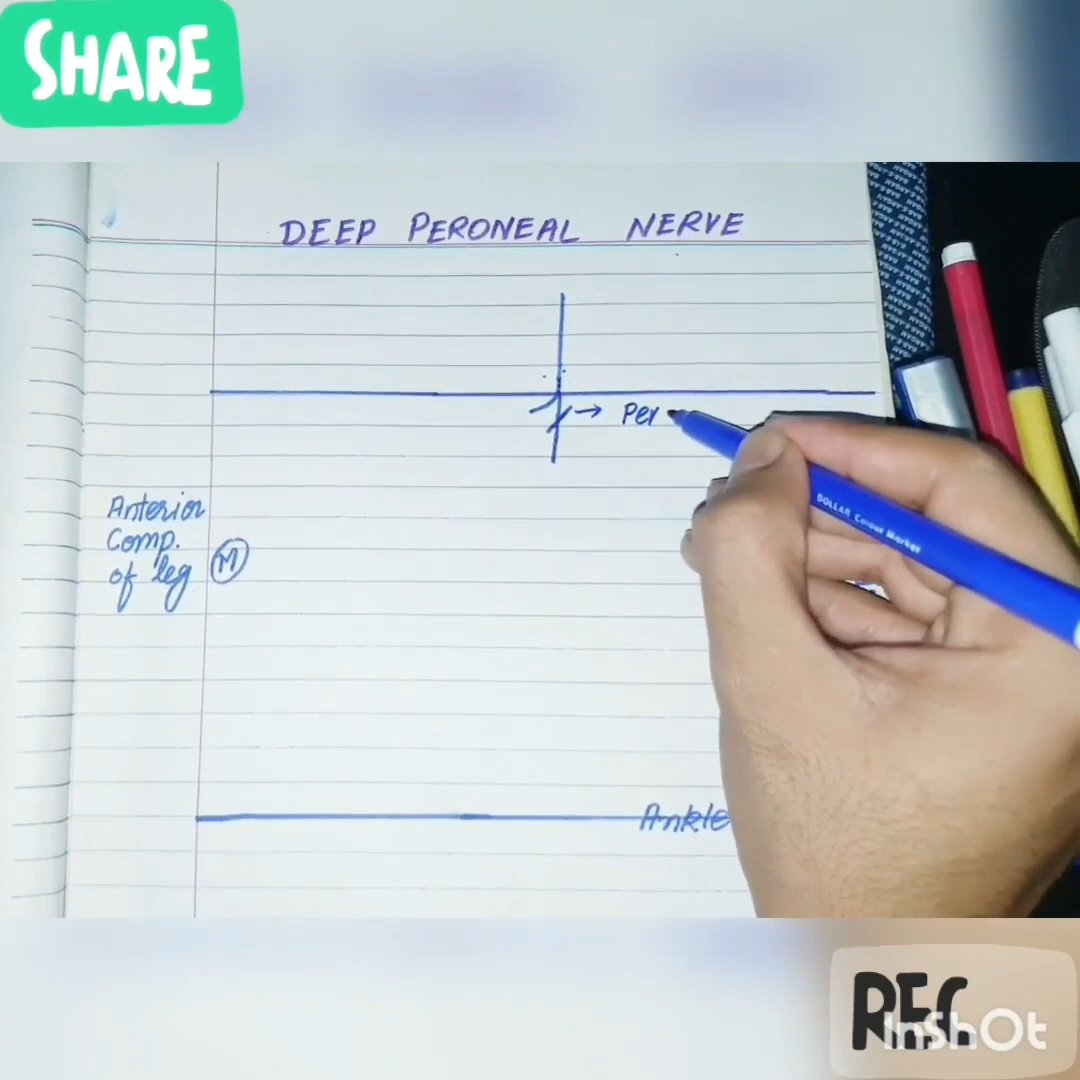 SHARE
DEEP PERONEAL NERVE
→ Per
Anterior
Comp.
of leg M
Ankle
DOLLAR Colour Marker
REC
InShOt